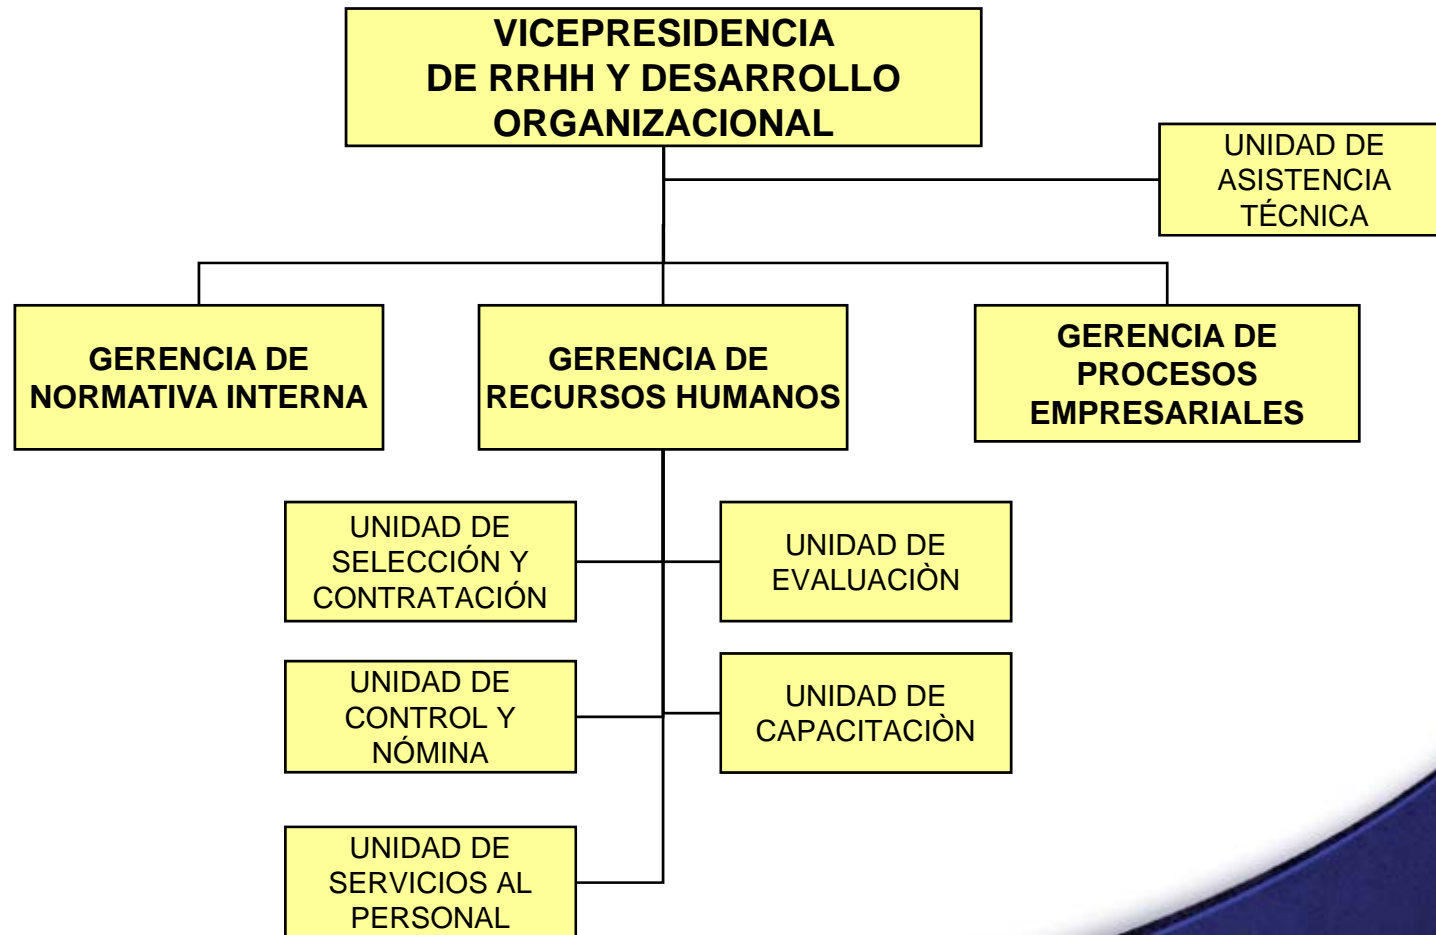 VICEPRESIDENCIA
DE RRHH Y DESARROLLO
ORGANIZACIONAL
UNIDAD DE
ASISTENCIA
TÉCNICA
GERENCIA DE
NORMATIVA INTERNA
GERENCIA DE
RECURSOS HUMANOS
GERENCIA DE
PROCESOS
EMPRESARIALES
UNIDAD DE
SELECCIÓN Y
CONTRATACIÓN
UNIDAD DE
EVALUACIÒN
UNIDAD DE
CONTROL Y
NÓMINA
UNIDAD DE
CAPACITACIÒN
UNIDAD DE
SERVICIOS AL
PERSONAL